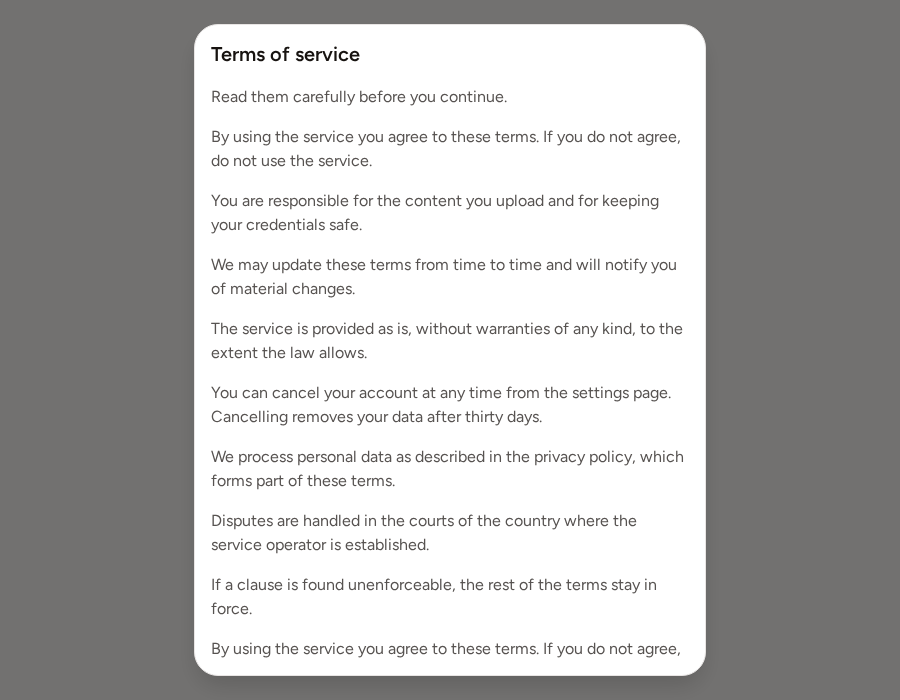 Terms of service
Read them carefully before you continue.
By using the service you agree to these terms. If you do not agree,
do not use the service.
You are responsible for the content you upload and for keeping
your credentials safe.
We may update these terms from time to time and will notify you
of material changes.
The service is provided as is, without warranties of any kind, to the
extent the law allows.
You can cancel your account at any time from the settings page.
Cancelling removes your data after thirty days.
We process personal data as described in the privacy policy, which
forms part of these terms.
Disputes are handled in the courts of the country where the
service operator is established.
If a clause is found unenforceable, the rest of the terms stay in
force.
By using the service you agree to these terms. If you do not agree,